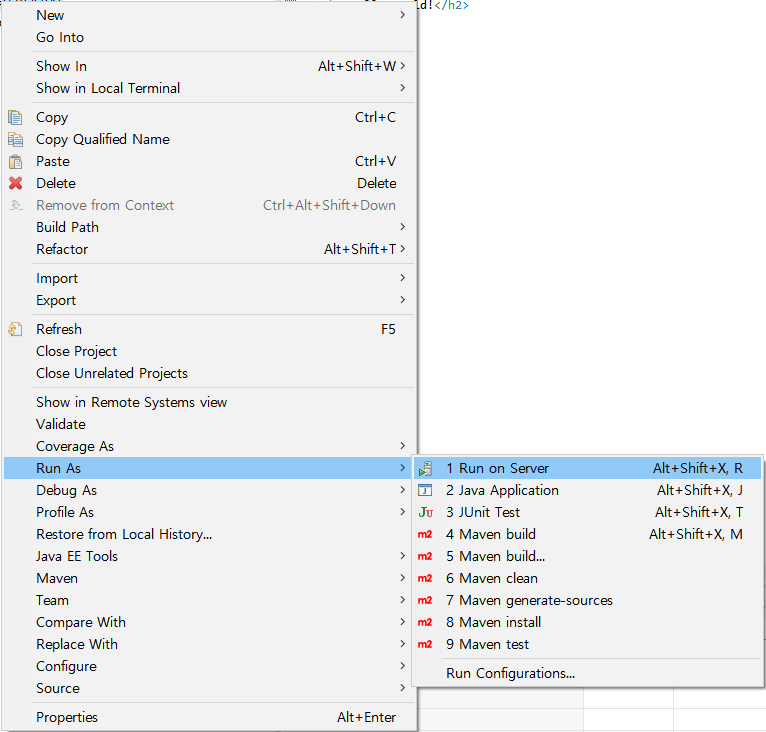 ld!</h2>
New
Go Into
Show In Alt+Shift+W
Show in Local Terminal
Copy Ctrl+C
Copy Qualified Name
Paste Ctrl+V
Delete Delete
Remove from Context Ctrl+Alt+Shift+Down
Build Path
Refactor Alt+Shift+T
Import
Export
Refresh F5
Close Project
Close Unrelated Projects
Show in Remote Systems view
Validate
Coverage As
Run As
Debug As
Profile As
Restore from Local History...
Java EE Tools
Maven
Team
Compare With
Replace With
Configure
Source
Properties Alt+Enter
1 Run on Server Alt+Shift+X, R
J 2 Java Application Alt+Shift+X, J
Ju 3 JUnit Test Alt+Shift+X, T
m2 4 Maven build Alt+Shift+X, M
m2 5 Maven build...
m2 6 Maven clean
m2 7 Maven generate-sources
m2 8 Maven install
m2 9 Maven test
Run Configurations...